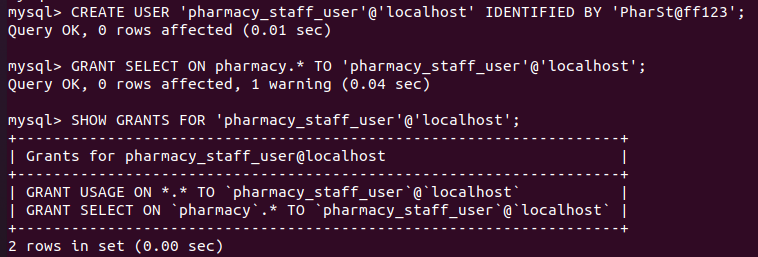 mysql> CREATE USER 'pharmacy_staff_user'@'localhost' IDENTIFIED BY 'PharSt@ff123';
Query OK, 0 rows affected (0.01 sec)
mysql> GRANT SELECT ON pharmacy.* TO 'pharmacy_staff_user'@'localhost';
Query OK, 0 rows affected, 1 warning (0.04 sec)
mysql> SHOW GRANTS FOR 'pharmacy_staff_user'@'localhost';
+-------------------------------------------------------------------+
| Grants for pharmacy_staff_user@localhost                          |
+-------------------------------------------------------------------+
| GRANT USAGE ON *.* TO `pharmacy_staff_user`@`localhost`           |
| GRANT SELECT ON `pharmacy`.* TO `pharmacy_staff_user`@`localhost` |
+-------------------------------------------------------------------+
2 rows in set (0.00 sec)